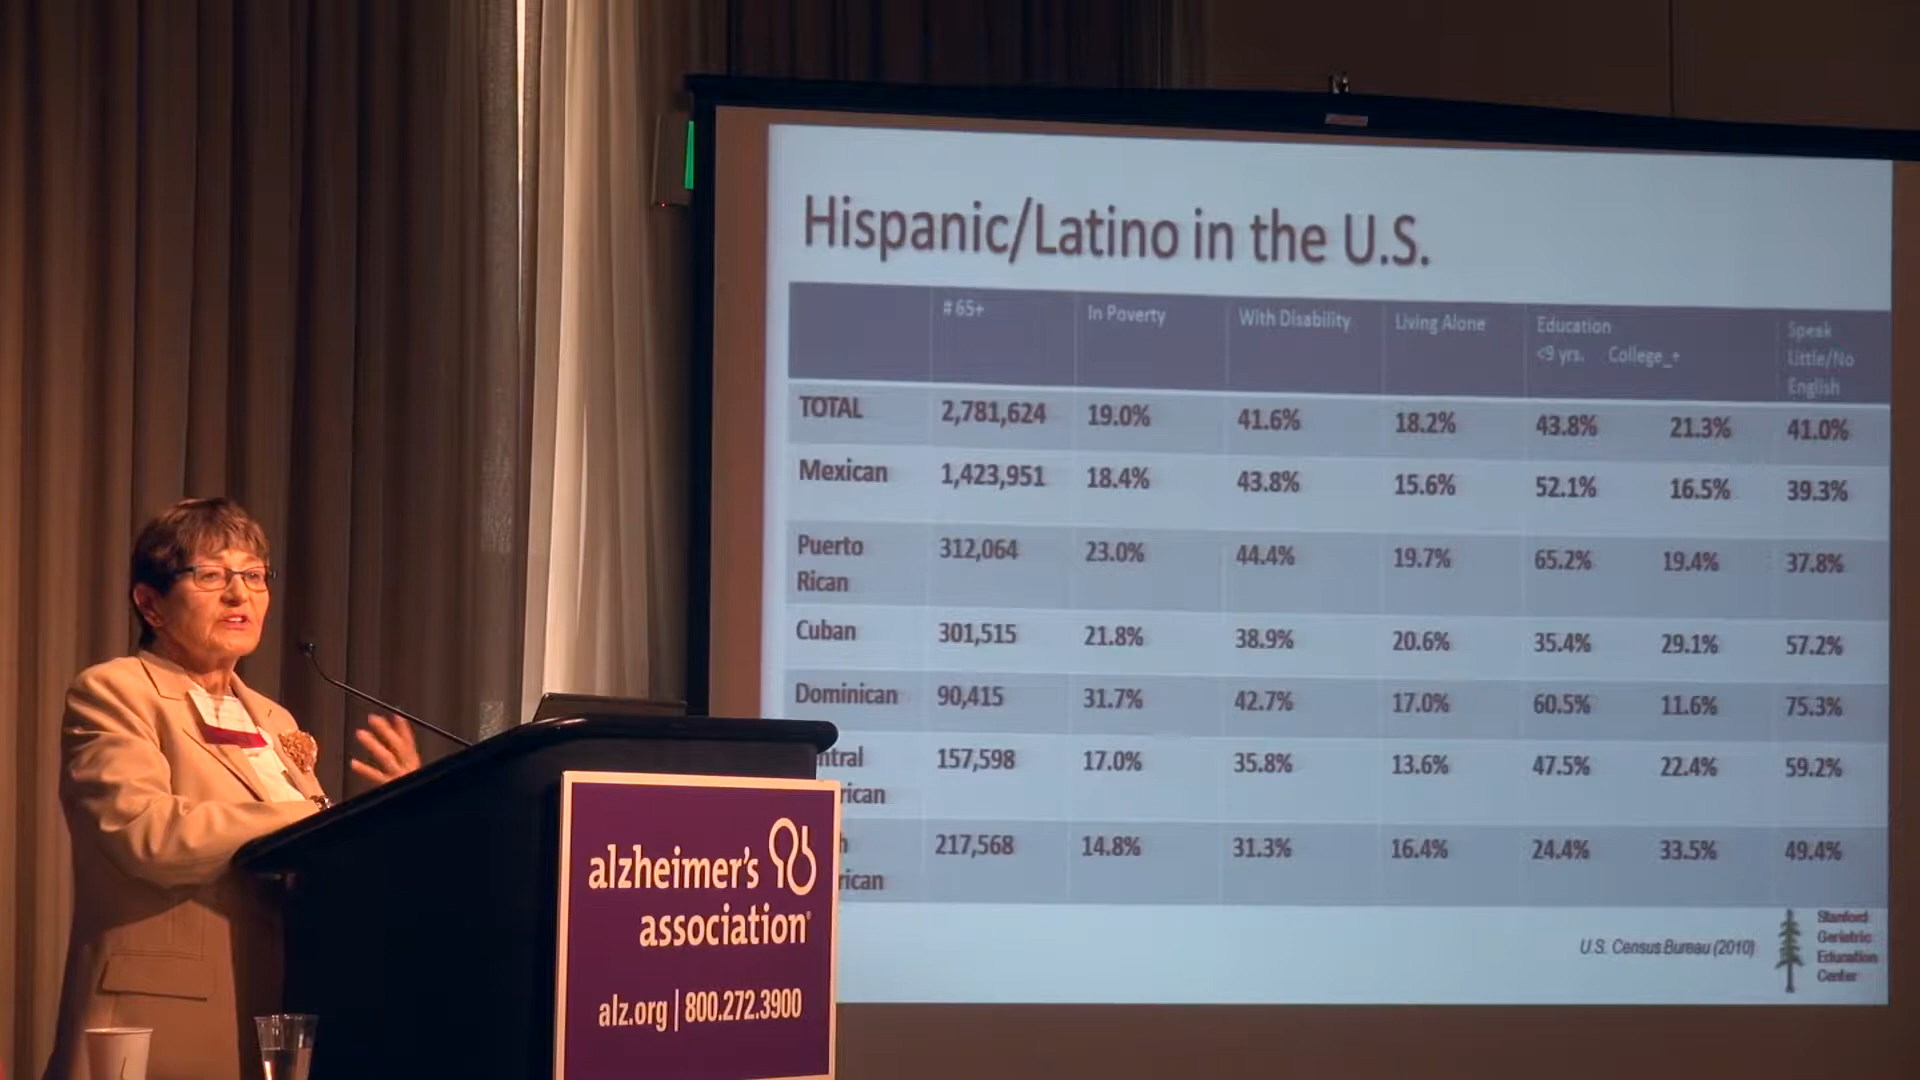 Hispanic/Latino in the U.S.
# 65+ In Poverty With Disability Living Alone Education Speak
<9 yrs. College_+ Little/No
English
TOTAL 2,781,624 19.0% 41.6% 18.2% 43.8% 21.3% 41.0%
Mexican 1,423,951 18.4% 43.8% 15.6% 52.1% 16.5% 39.3%
Puerto 312,064 23.0% 44.4% 19.7% 65.2% 19.4% 37.8%
Rican
Cuban 301,515 21.8% 38.9% 20.6% 35.4% 29.1% 57.2%
Dominican 90,415 31.7% 42.7% 17.0% 60.5% 11.6% 75.3%
ntral 157,598 17.0% 35.8% 13.6% 47.5% 22.4% 59.2%
rican
h 217,568 14.8% 31.3% 16.4% 24.4% 33.5% 49.4%
rican
U.S. Census Bureau (2010)
Stanford
Geriatric
Education
Center
alzheimer's
association®
alz.org | 800.272.3900